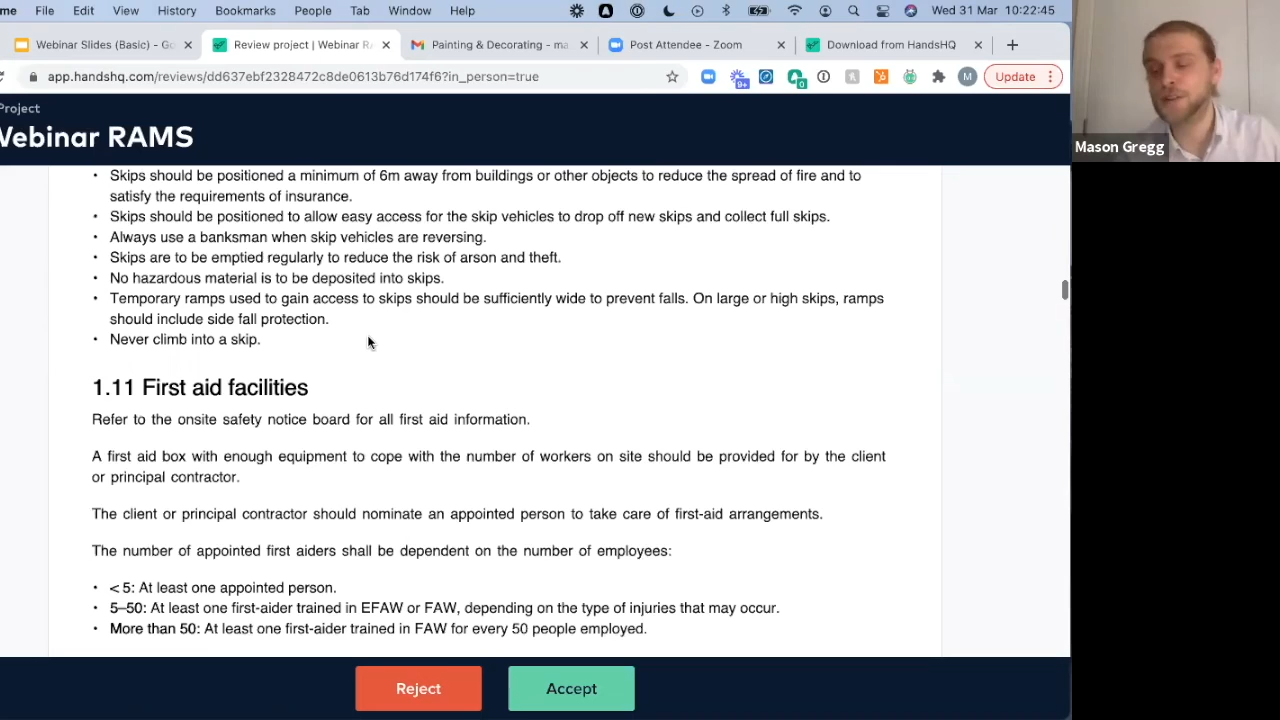 me File Edit View History Bookmarks People Tab Window Help Wed 31 Mar 10:22:45
Webinar Slides (Basic) - Go Review project | Webinar RA Painting & Decorating - ma Post Attendee - Zoom Download from HandsHQ
app.handshq.com/reviews/dd637ebf2328472c8de0613b76d174f6?in_person=true 9+ 0 M Update
Project
Webinar RAMS
Mason Gregg
• Skips should be positioned a minimum of 6m away from buildings or other objects to reduce the spread of fire and to
satisfy the requirements of insurance.
• Skips should be positioned to allow easy access for the skip vehicles to drop off new skips and collect full skips.
• Always use a banksman when skip vehicles are reversing.
• Skips are to be emptied regularly to reduce the risk of arson and theft.
• No hazardous material is to be deposited into skips.
• Temporary ramps used to gain access to skips should be sufficiently wide to prevent falls. On large or high skips, ramps
should include side fall protection.
• Never climb into a skip.
1.11 First aid facilities
Refer to the onsite safety notice board for all first aid information.
A first aid box with enough equipment to cope with the number of workers on site should be provided for by the client
or principal contractor.
The client or principal contractor should nominate an appointed person to take care of first-aid arrangements.
The number of appointed first aiders shall be dependent on the number of employees:
• < 5: At least one appointed person.
• 5–50: At least one first-aider trained in EFAW or FAW, depending on the type of injuries that may occur.
• More than 50: At least one first-aider trained in FAW for every 50 people employed.
Reject Accept